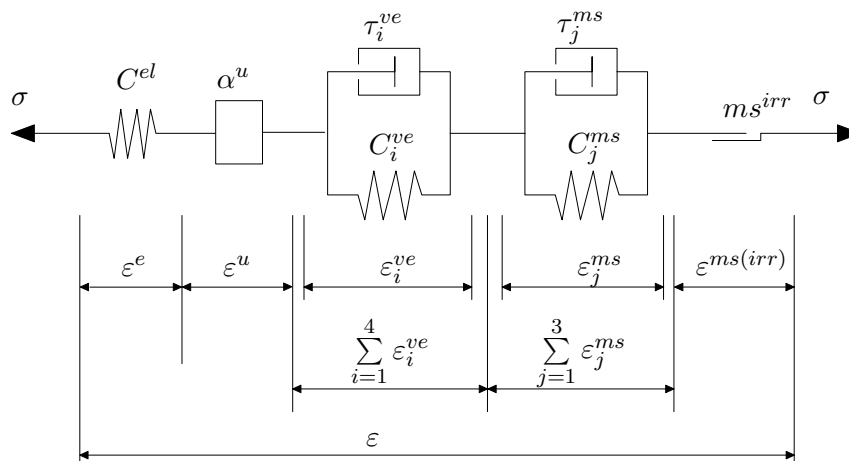 τ_i^{ve} τ_j^{ms}
C^{el} α^u
σ ms^{irr} σ
C_i^{ve} C_j^{ms}
ε^e ε^u ε_i^{ve} ε_j^{ms} ε^{ms(irr)}
∑_{i=1}^{4} ε_i^{ve} ∑_{j=1}^{3} ε_j^{ms}
ε